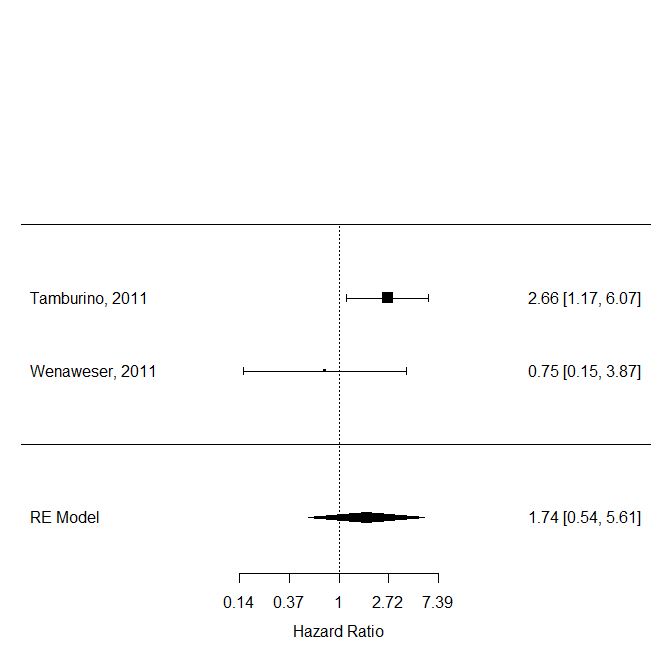 Tamburino, 2011 2.66 [1.17, 6.07]
Wenaweser, 2011 0.75 [0.15, 3.87]
RE Model 1.74 [0.54, 5.61]
0.14 0.37 1 2.72 7.39
Hazard Ratio